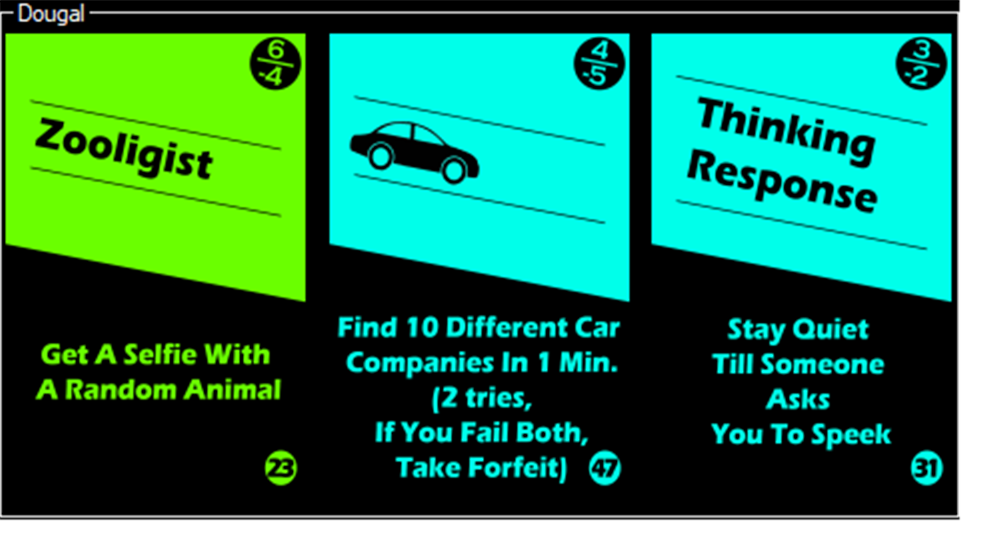 Dougal
6
-4
Zooligist
Get A Selfie With
A Random Animal
23
4
-5
Find 10 Different Car
Companies In 1 Min.
(2 tries,
If You Fail Both,
Take Forfeit)
47
3
-2
Thinking
Response
Stay Quiet
Till Someone
Asks
You To Speek
31